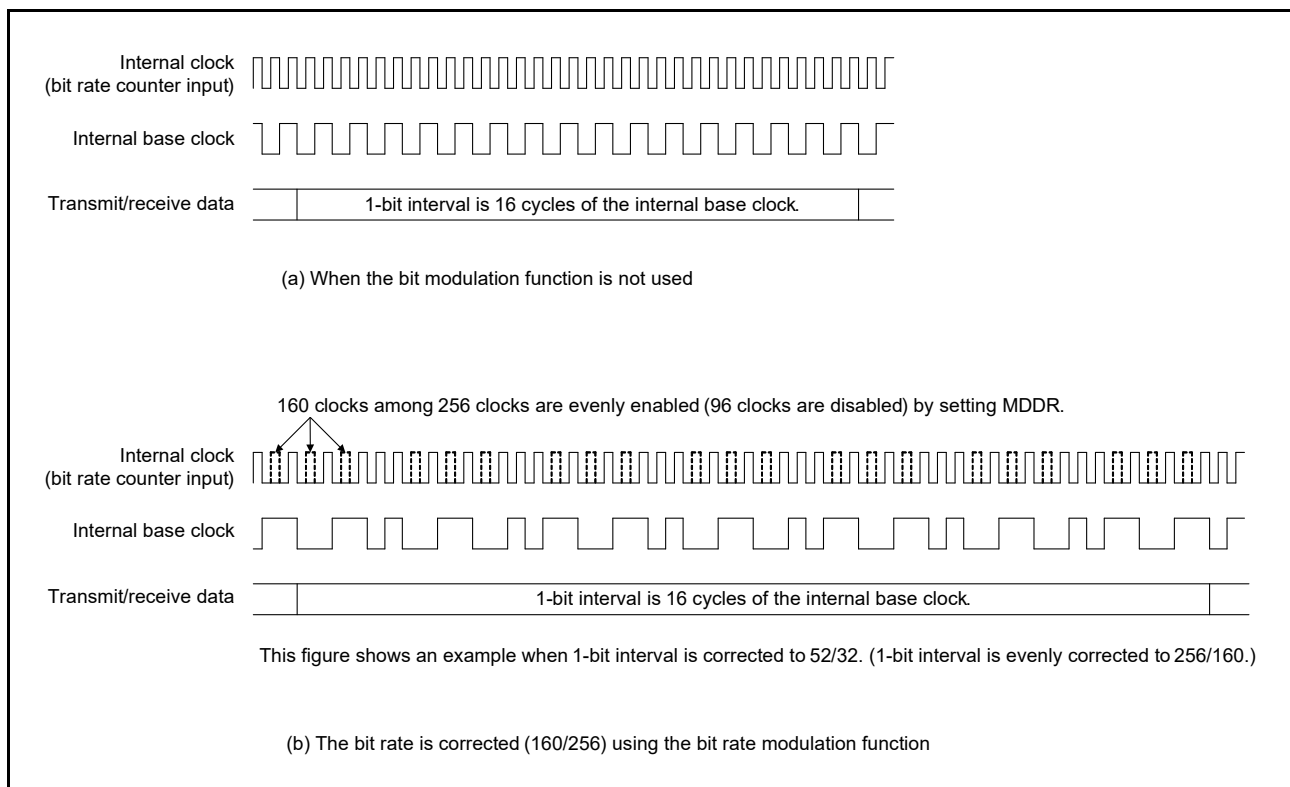 Internal clock
(bit rate counter input)
Internal base clock
Transmit/receive data
1-bit interval is 16 cycles of the internal base clock.
(a) When the bit modulation function is not used
160 clocks among 256 clocks are evenly enabled (96 clocks are disabled) by setting MDDR.
Internal clock
(bit rate counter input)
Internal base clock
Transmit/receive data
1-bit interval is 16 cycles of the internal base clock.
This figure shows an example when 1-bit interval is corrected to 52/32. (1-bit interval is evenly corrected to 256/160.)
(b) The bit rate is corrected (160/256) using the bit rate modulation function